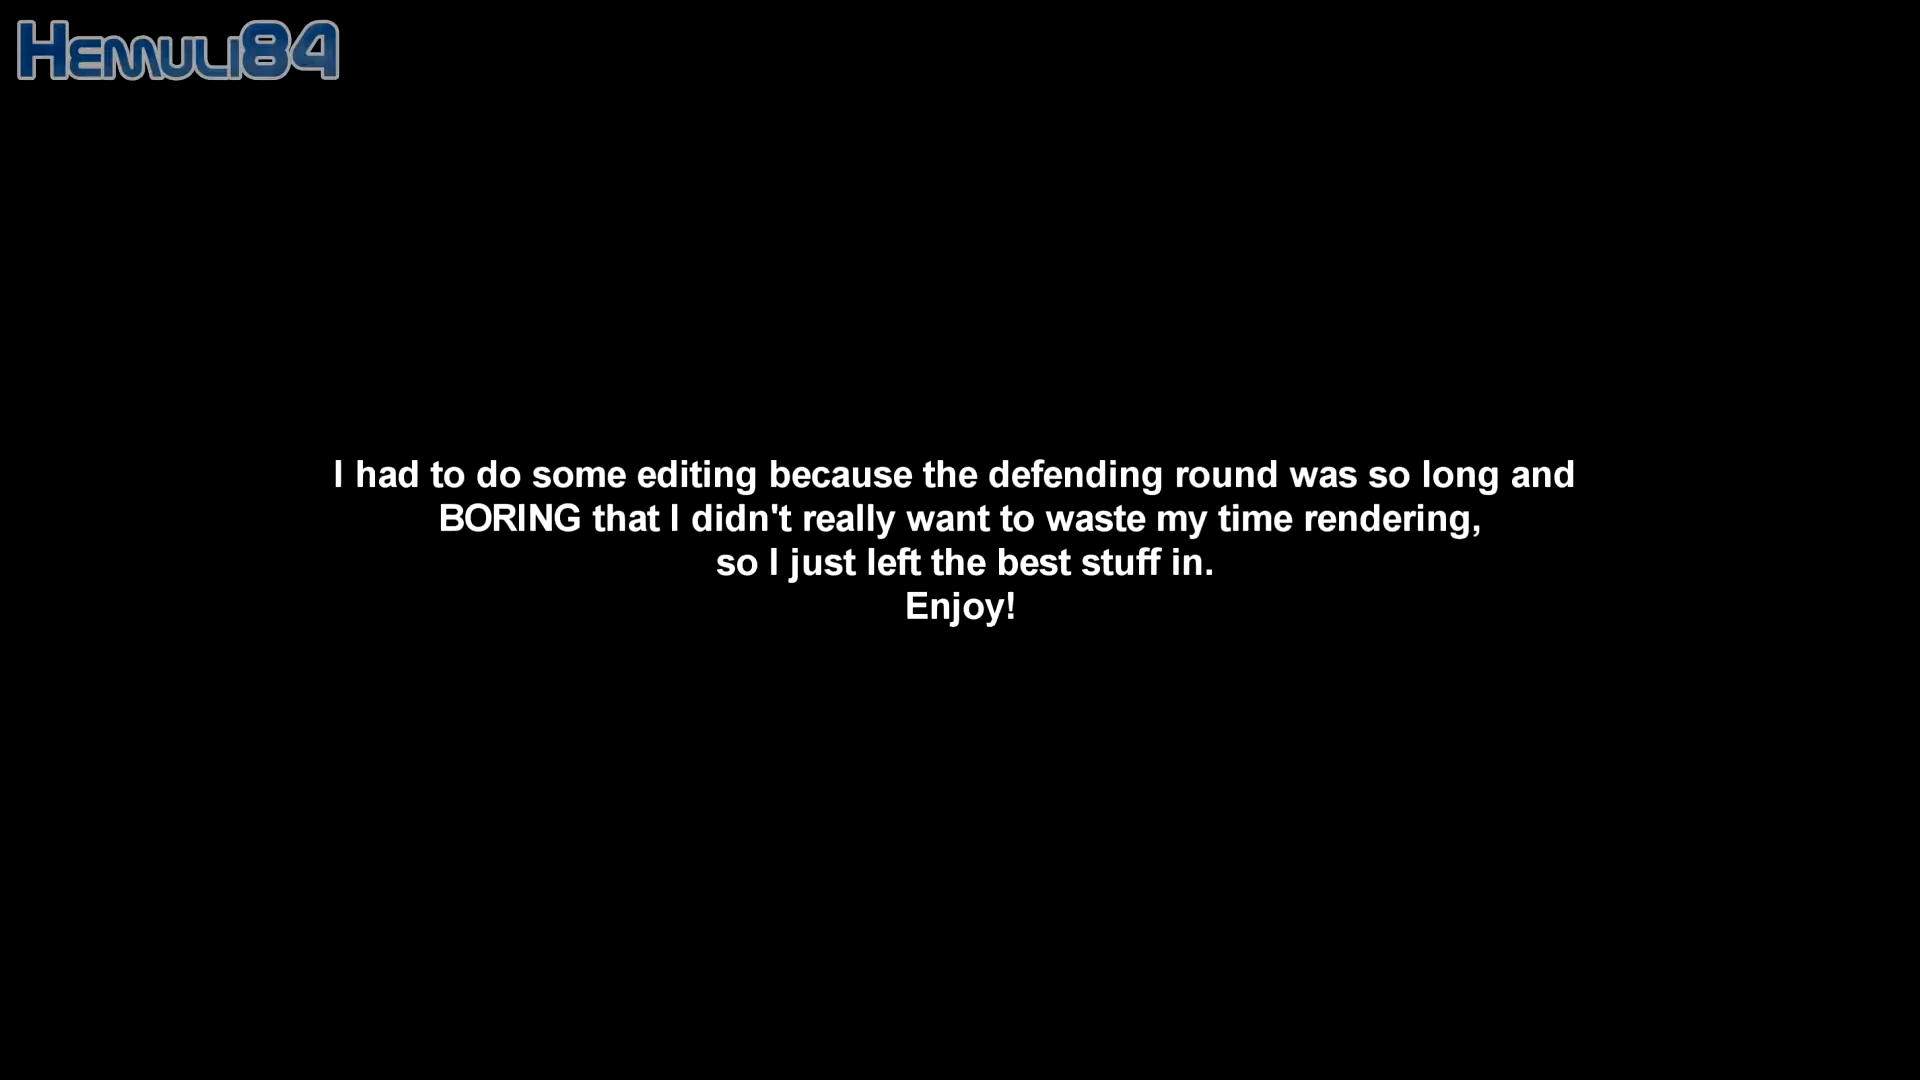 Hemuli84
I had to do some editing because the defending round was so long and
BORING that I didn't really want to waste my time rendering,
so I just left the best stuff in.
Enjoy!